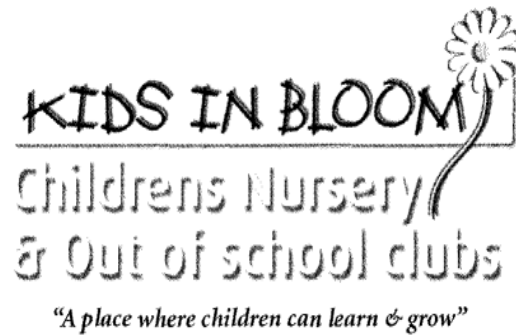 KIDS IN BLOOM
Childrens Nursery
& Out of school clubs
“A place where children can learn & grow”